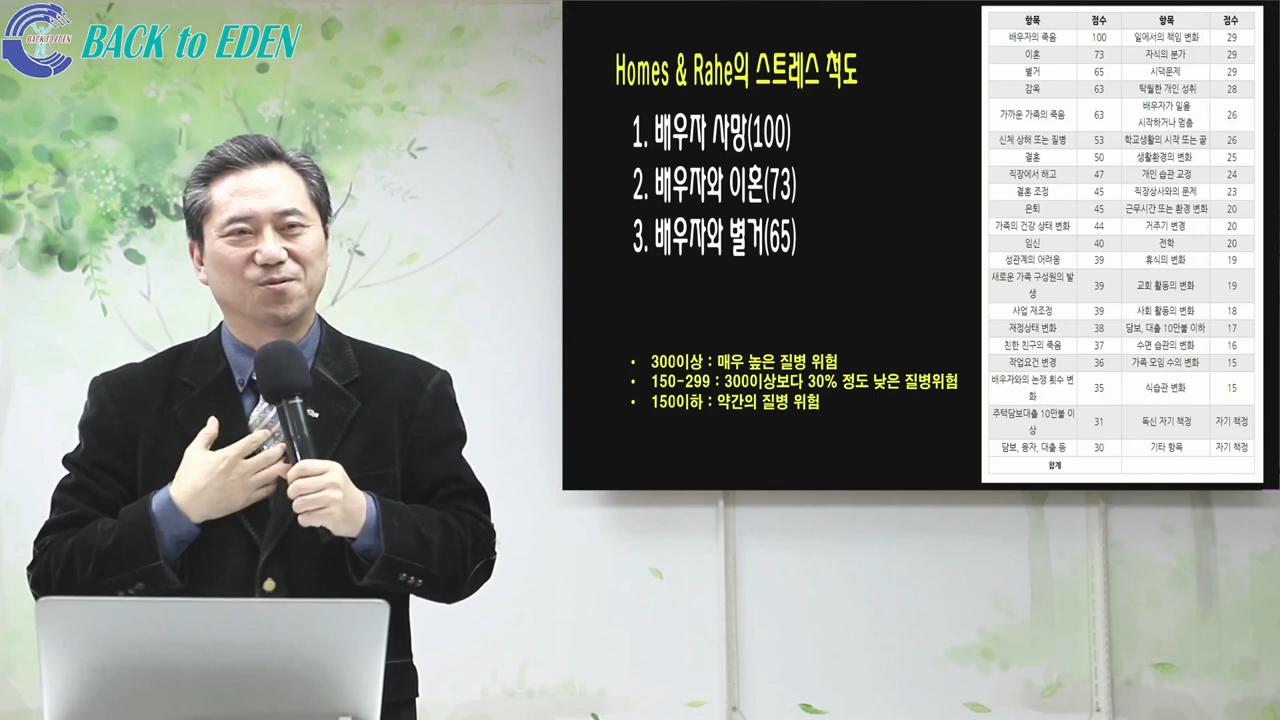 BACK TO EDEN
BACK to EDEN
Homes & Rahe의 스트레스 척도
1. 배우자 사망(100)
2. 배우자와 이혼(73)
3. 배우자와 별거(65)
• 300이상 : 매우 높은 질병 위험
• 150-299 : 300이상보다 30% 정도 낮은 질병위험
• 150이하 : 약간의 질병 위험
항목 점수 항목 점수
배우자의 죽음 100 일에서의 책임 변화 29
이혼 73 자식의 분가 29
별거 65 시댁문제 29
감옥 63 탁월한 개인 성취 28
가까운 가족의 죽음 63 배우자가 일을
시작하거나 멈춤 26
신체 상해 또는 질병 53 학교생활의 시작 또는 끝 26
결혼 50 생활환경의 변화 25
직장에서 해고 47 개인 습관 교정 24
결혼 조정 45 직장상사와의 문제 23
은퇴 45 근무시간 또는 환경 변화 20
가족의 건강 상태 변화 44 거주기 변경 20
임신 40 전학 20
성관계의 어려움 39 휴식의 변화 19
새로운 가족 구성원의 발
생 39 교회 활동의 변화 19
사업 재조정 39 사회 활동의 변화 18
재정상태 변화 38 담보, 대출 10만불 이하 17
친한 친구의 죽음 37 수면 습관의 변화 16
작업요건 변경 36 가족 모임 수의 변화 15
배우자와의 논쟁 횟수 변
화 35 식습관 변화 15
주택담보대출 10만불 이
상 31 독신 자기 책정 자기 책정
담보, 융자, 대출 등 30 기타 항목 자기 책정
합계